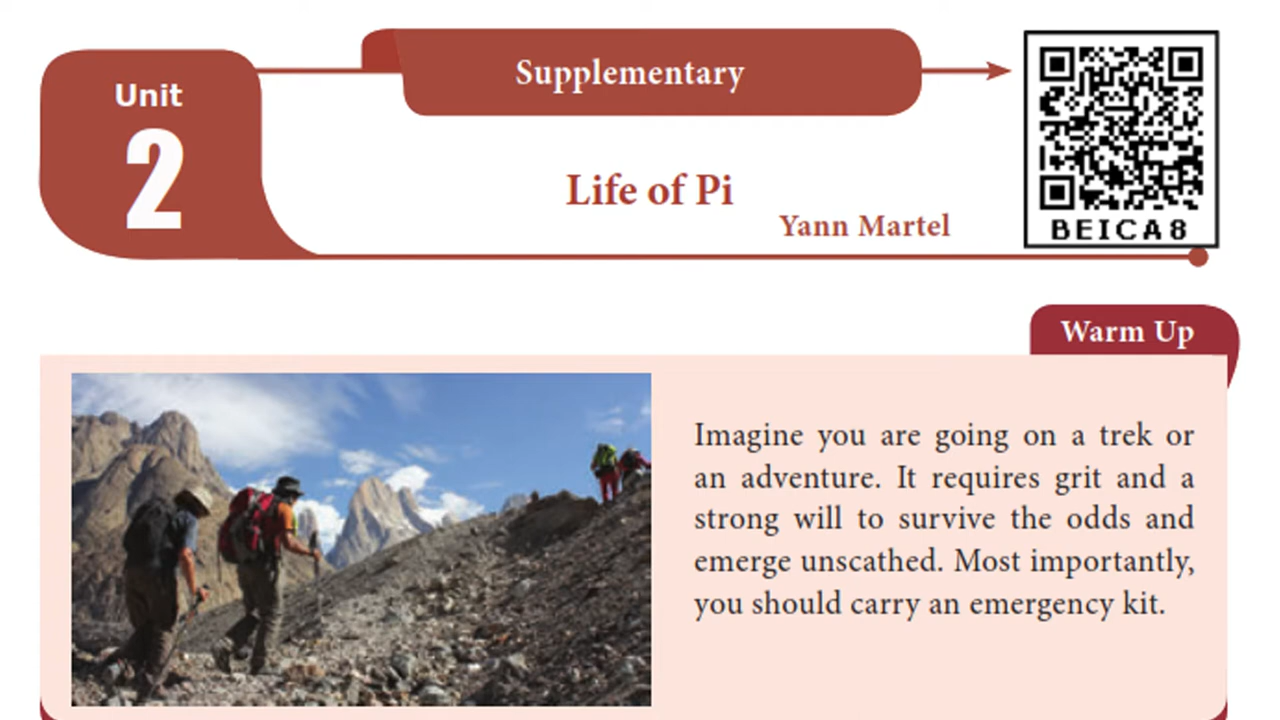 Unit
2
Supplementary
Life of Pi
Yann Martel
BEICA8
Warm Up
Imagine you are going on a trek or
an adventure. It requires grit and a
strong will to survive the odds and
emerge unscathed. Most importantly,
you should carry an emergency kit.